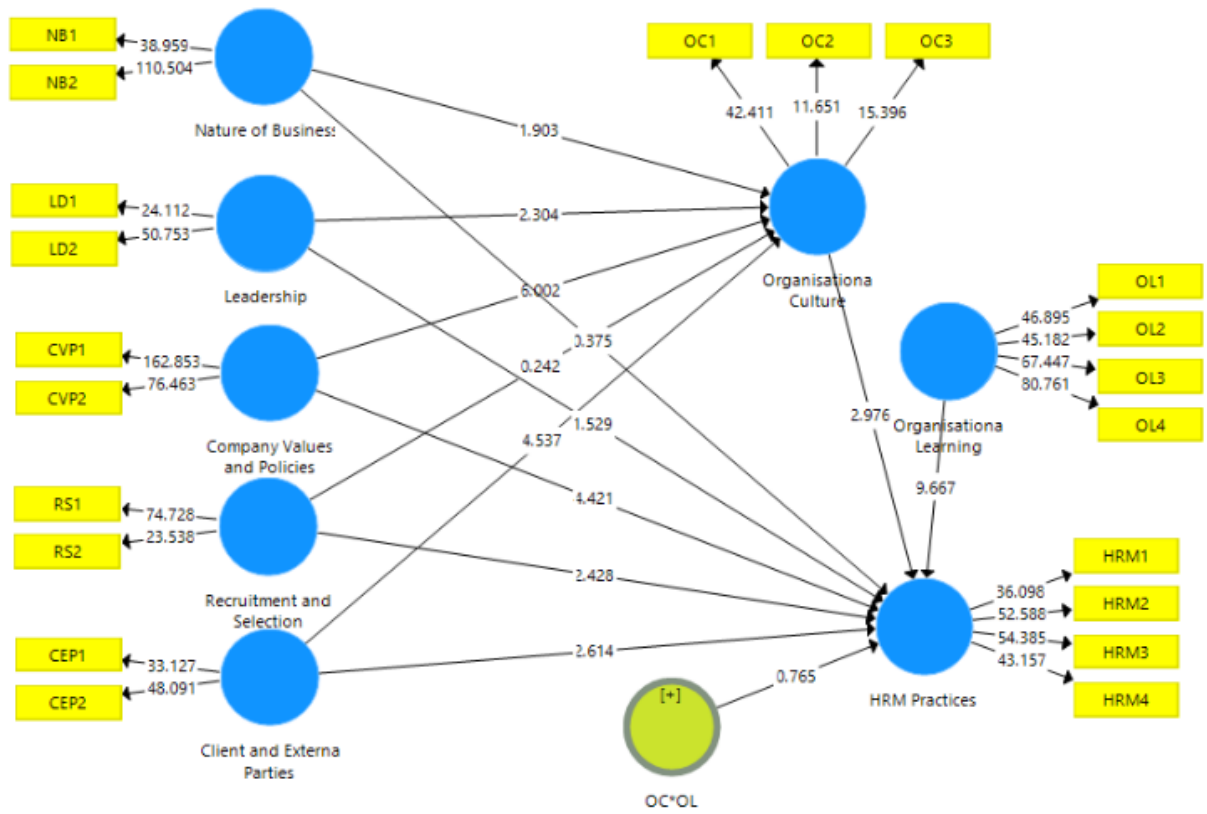 NB1
NB2
38.959
110.504
Nature of Business
LD1
LD2
24.112
50.753
Leadership
CVP1
CVP2
162.853
76.463
Company Values
and Policies
RS1
RS2
74.728
23.538
Recruitment and
Selection
CEP1
CEP2
33.127
48.091
Client and Externa
Parties
1.903
2.304
6.002
0.375
0.242
1.529
4.537
4.421
2.428
2.614
OC1
OC2
OC3
42.411
11.651
15.396
Organisationa
Culture
2.976
OL1
OL2
OL3
OL4
46.895
45.182
67.447
80.761
Organisationa
Learning
9.667
HRM1
HRM2
HRM3
HRM4
36.098
52.588
54.385
43.157
HRM Practices
0.765
[+]
OC*OL